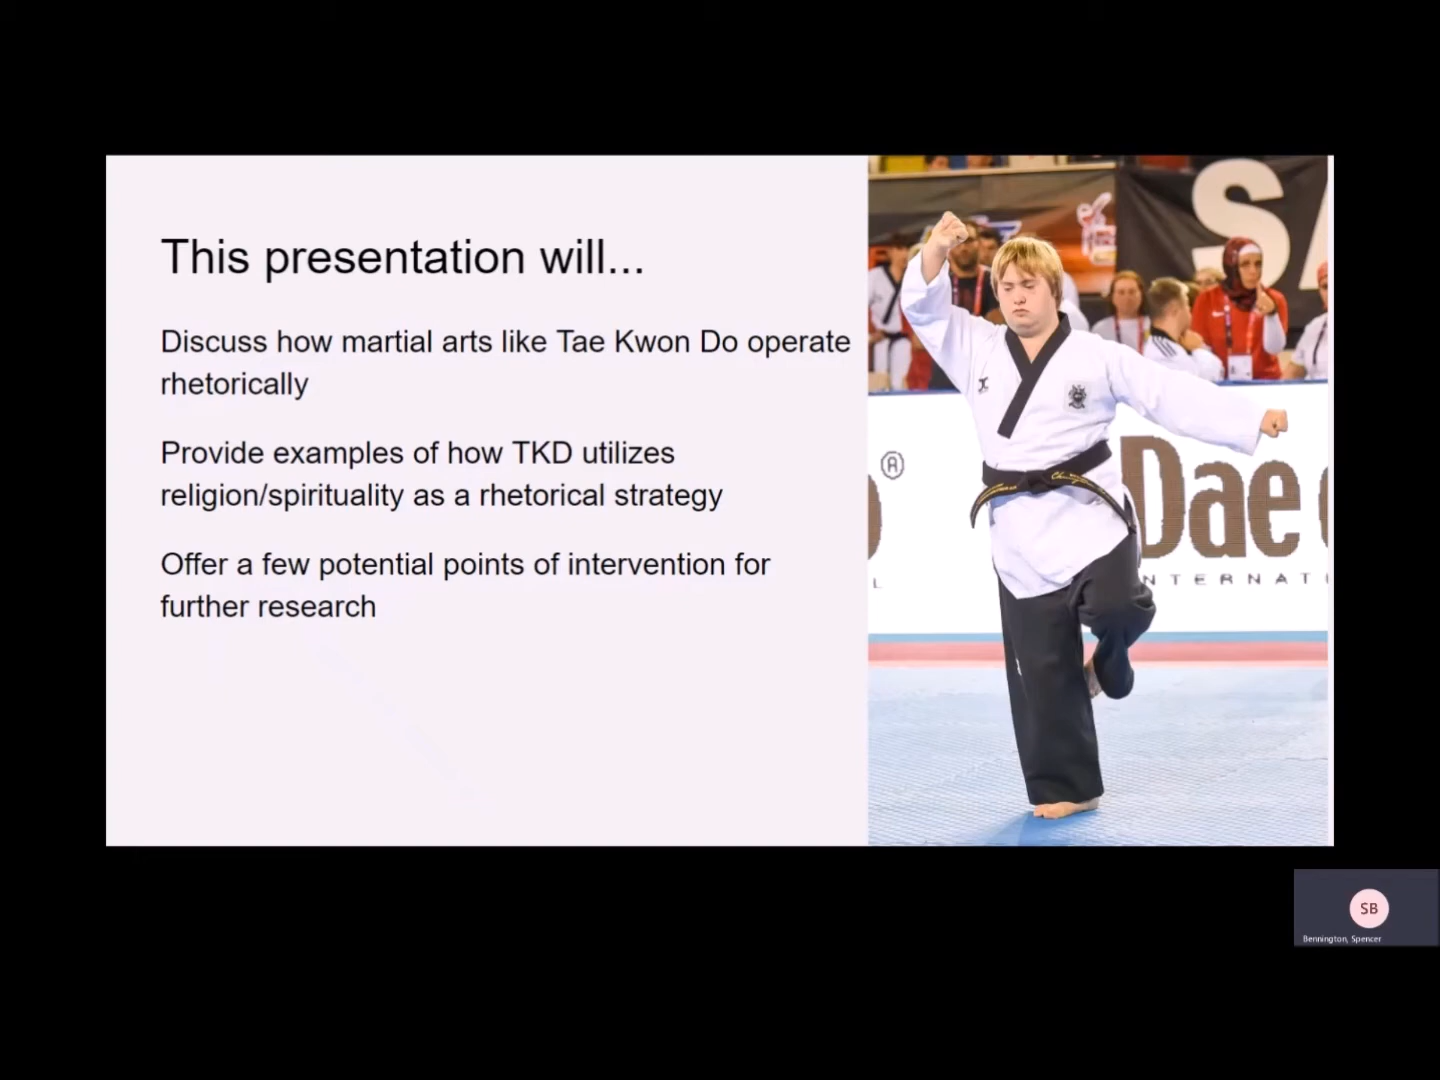 This presentation will...
Discuss how martial arts like Tae Kwon Do operate
rhetorically
Provide examples of how TKD utilizes
religion/spirituality as a rhetorical strategy
Offer a few potential points of intervention for
further research
SA
®
Dae
L
NTERNATI
SB
Bennington, Spencer